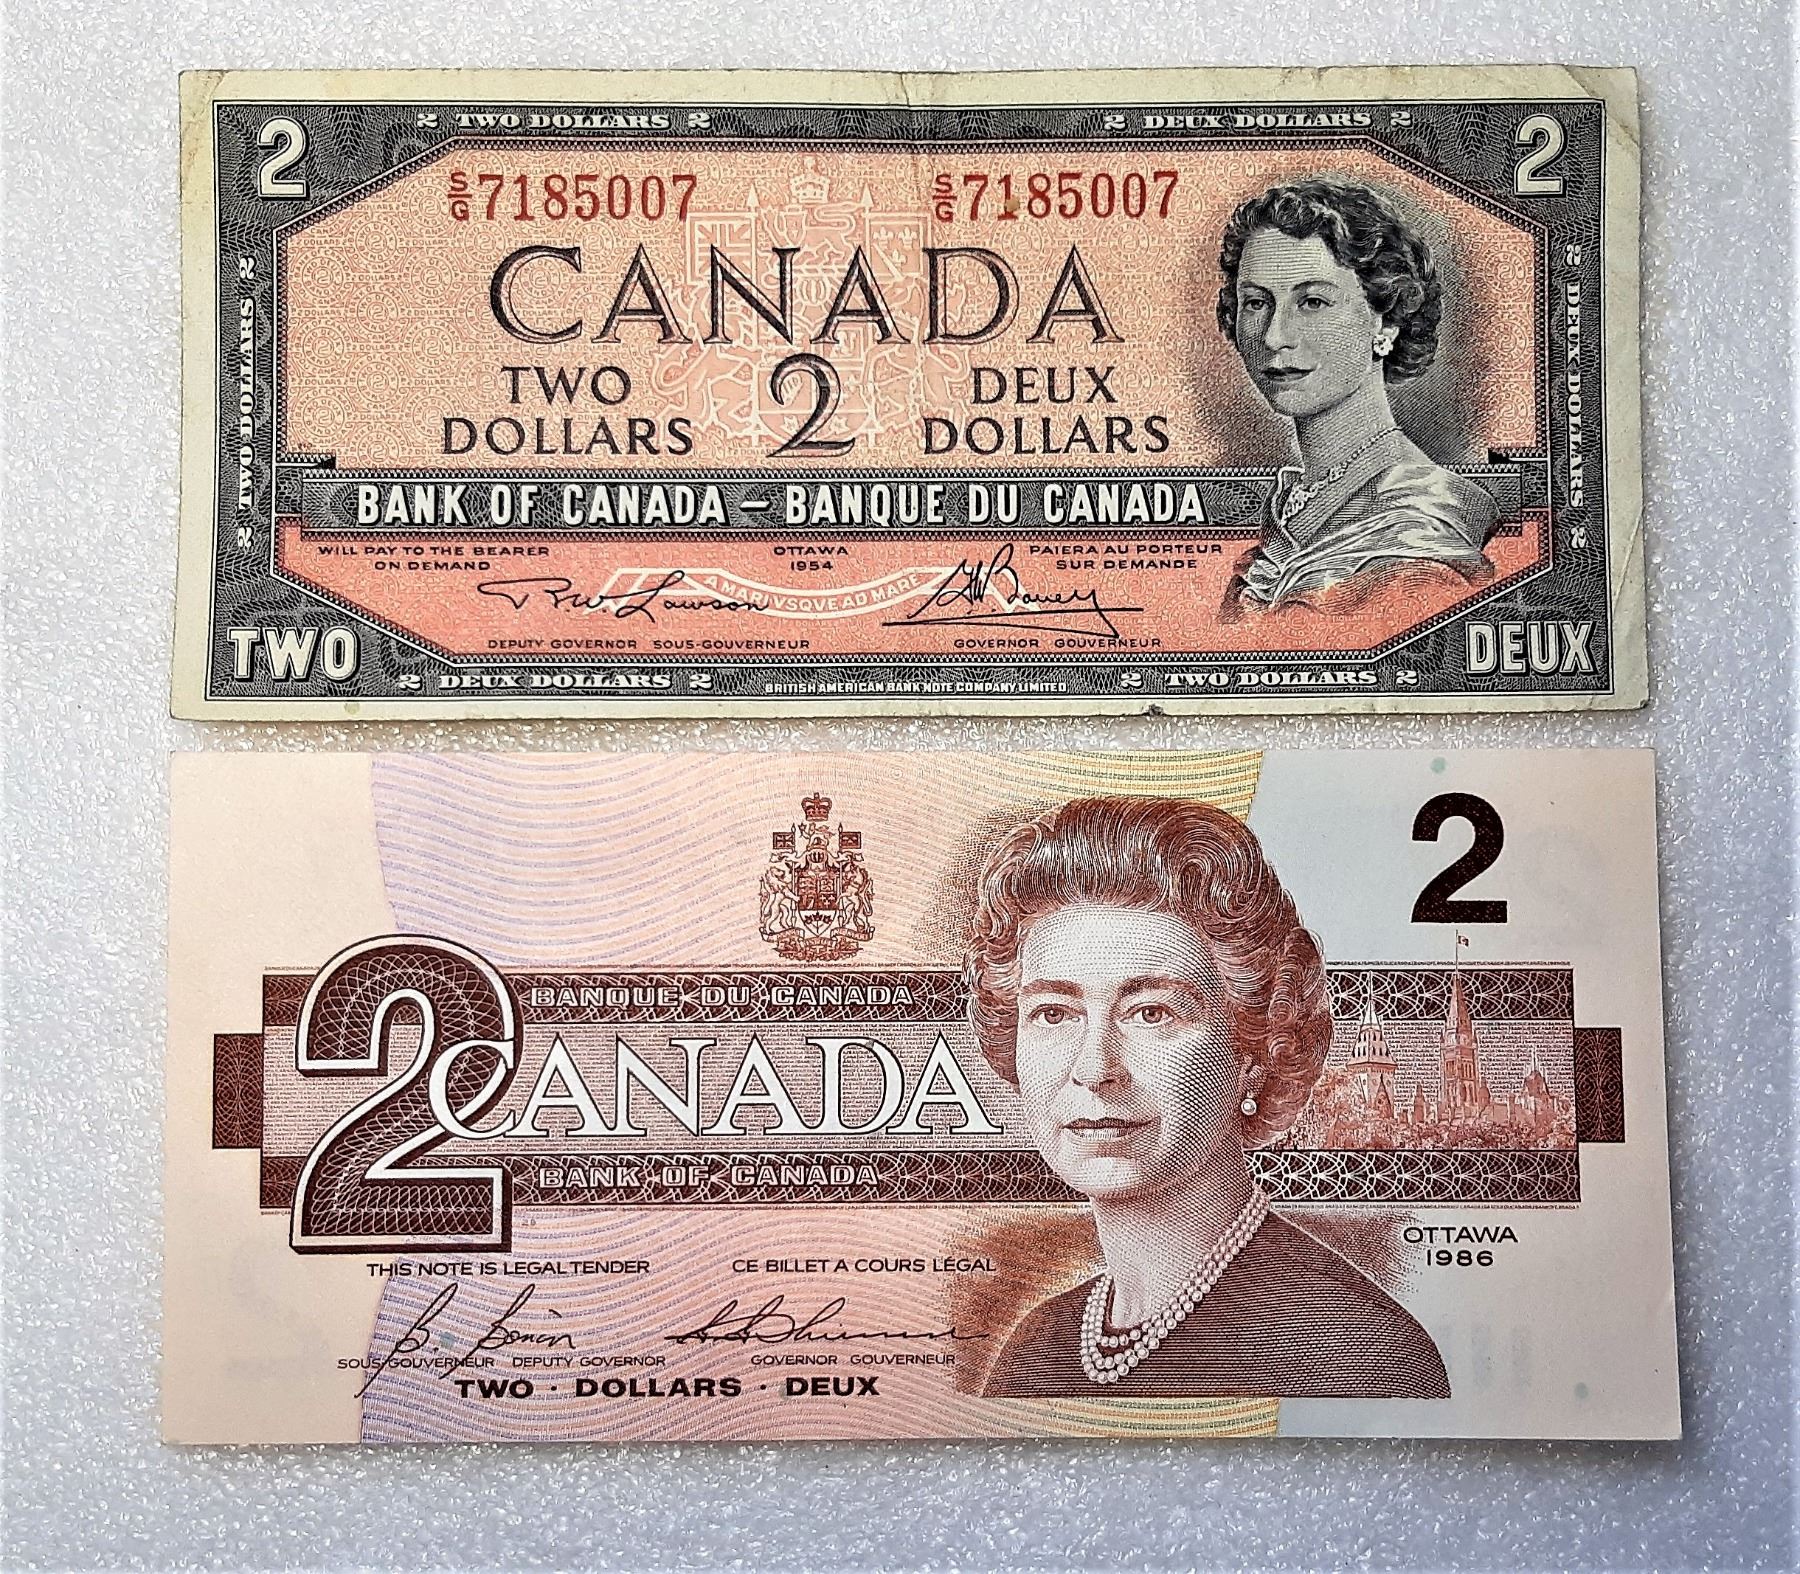 2 TWO DOLLARS 2
2 DEUX DOLLARS 2
2
2
S/G 7185007
S/G 7185007
CANADA
TWO DOLLARS
2
DEUX DOLLARS
2 TWO DOLLARS 2
2 DEUX DOLLARS 2
BANK OF CANADA – BANQUE DU CANADA
WILL PAY TO THE BEARER
ON DEMAND
OTTAWA
1954
PAIERA AU PORTEUR
SUR DEMANDE
A MARI VSQVE AD MARE
DEPUTY GOVERNOR SOUS-GOUVERNEUR
GOVERNOR GOUVERNEUR
TWO
DEUX
2 DEUX DOLLARS 2
BRITISH AMERICAN BANK NOTE COMPANY LIMITED
2 TWO DOLLARS 2
2
BANQUE DU CANADA
2
CANADA
BANK OF CANADA
OTTAWA
1986
THIS NOTE IS LEGAL TENDER
CE BILLET A COURS LÉGAL
SOUS-GOUVERNEUR DEPUTY GOVERNOR
GOVERNOR GOUVERNEUR
TWO · DOLLARS · DEUX